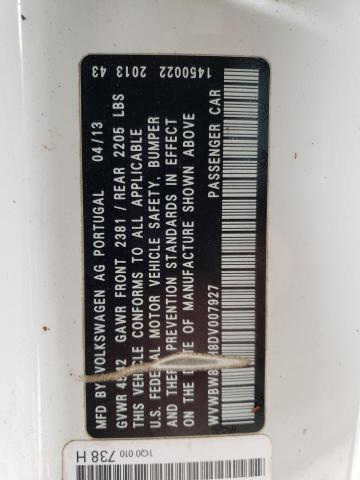 1450022 2013 43
MFD BY VOLKSWAGEN AG PORTUGAL 04/13
GAWR FRONT 2381 / REAR 2205 LBS
THIS VEHICLE CONFORMS TO ALL APPLICABLE
U.S. FEDERAL MOTOR VEHICLE SAFETY, BUMPER
AND THEFT PREVENTION STANDARDS IN EFFECT
ON THE DATE OF MANUFACTURE SHOWN ABOVE
PASSENGER CAR
1Q0 010 738 H